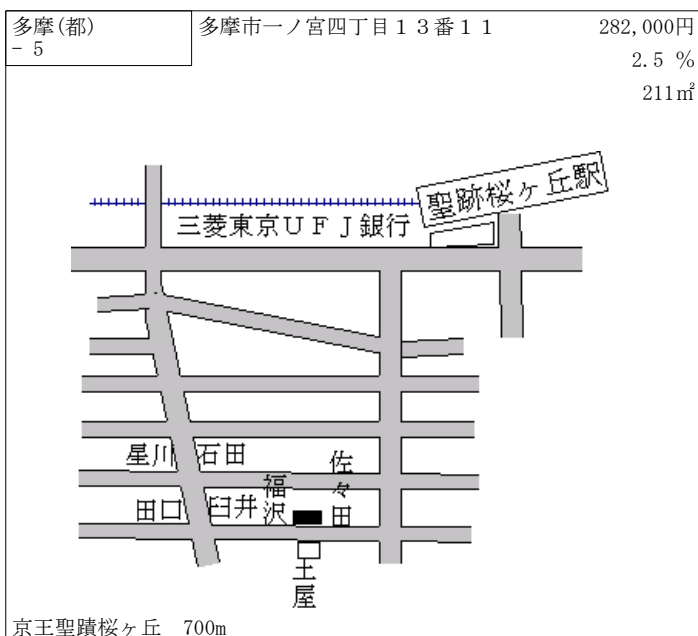 多摩(都)
- 5
多摩市一ノ宮四丁目１３番１１
282,000円
2.5 %
211㎡
聖跡桜ヶ丘駅
三菱東京ＵＦＪ銀行
星川
石田
佐々田
福沢
田口
臼井
土屋
京王聖蹟桜ヶ丘 700m